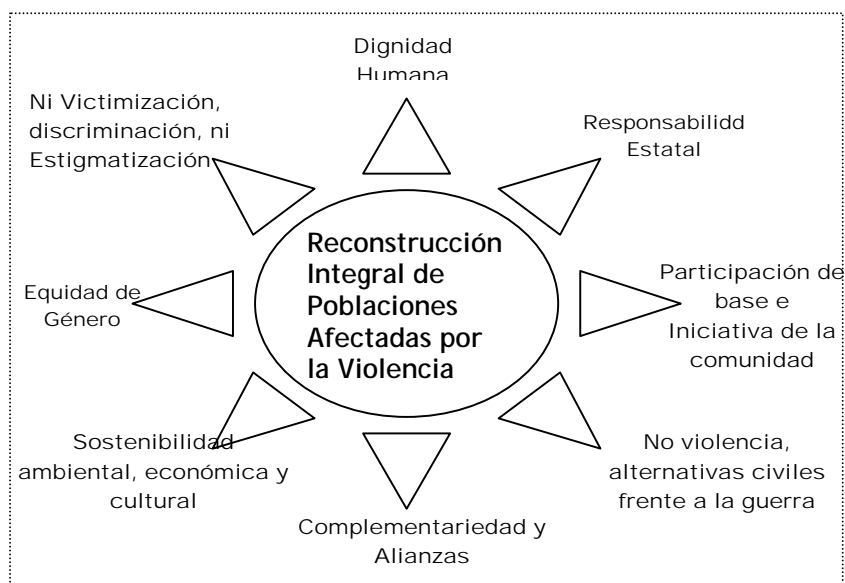 Dignidad
Humana
Ni Victimización,
discriminación, ni
Estigmatización
Responsabilidd
Estatal
Reconstrucción
Integral de
Poblaciones
Afectadas por
la Violencia
Equidad de
Género
Participación de
base e
Iniciativa de la
comunidad
Sostenibilidad
ambiental, económica y
cultural
No violencia,
alternativas civiles
frente a la guerra
Complementariedad y
Alianzas